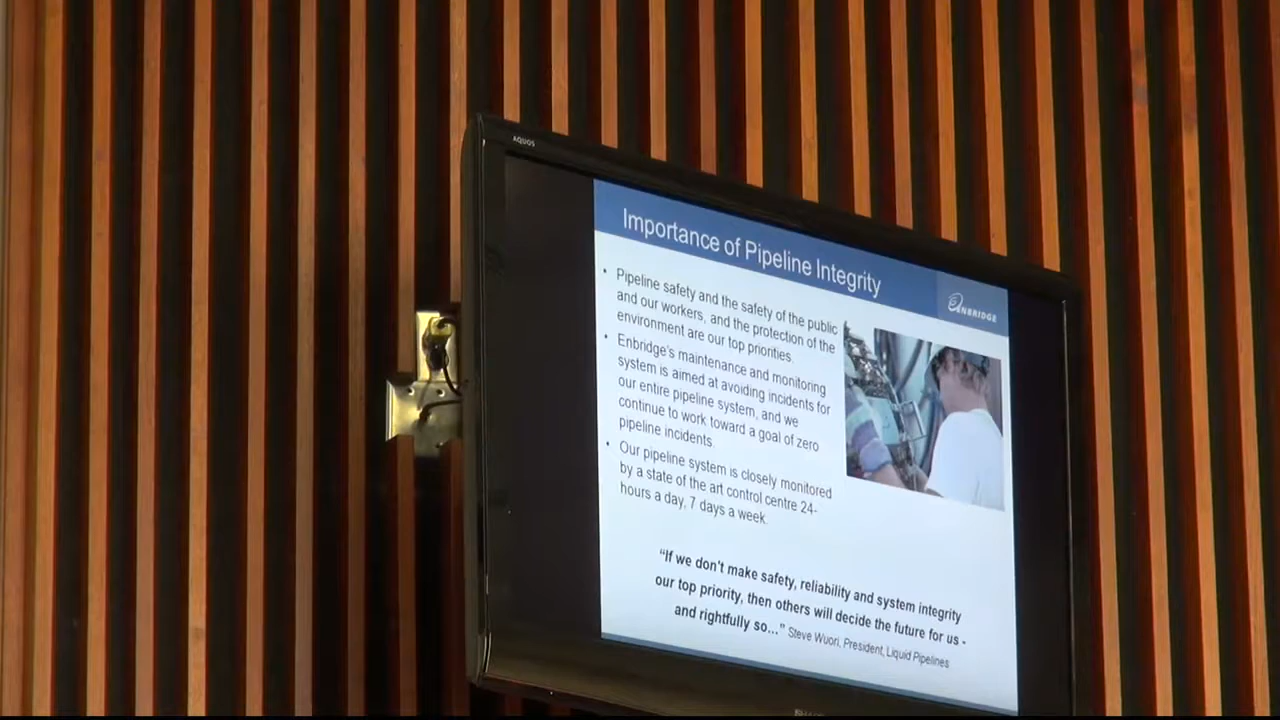 AQUOS
Importance of Pipeline Integrity
ENBRIDGE
• Pipeline safety and the safety of the public
and our workers, and the protection of the
environment are our top priorities.
• Enbridge's maintenance and monitoring
system is aimed at avoiding incidents for
our entire pipeline system, and we
continue to work toward a goal of zero
pipeline incidents.
• Our pipeline system is closely monitored
by a state of the art control centre 24-
hours a day, 7 days a week.
“If we don't make safety, reliability and system integrity
our top priority, then others will decide the future for us -
and rightfully so...” Steve Wuori, President, Liquid Pipelines